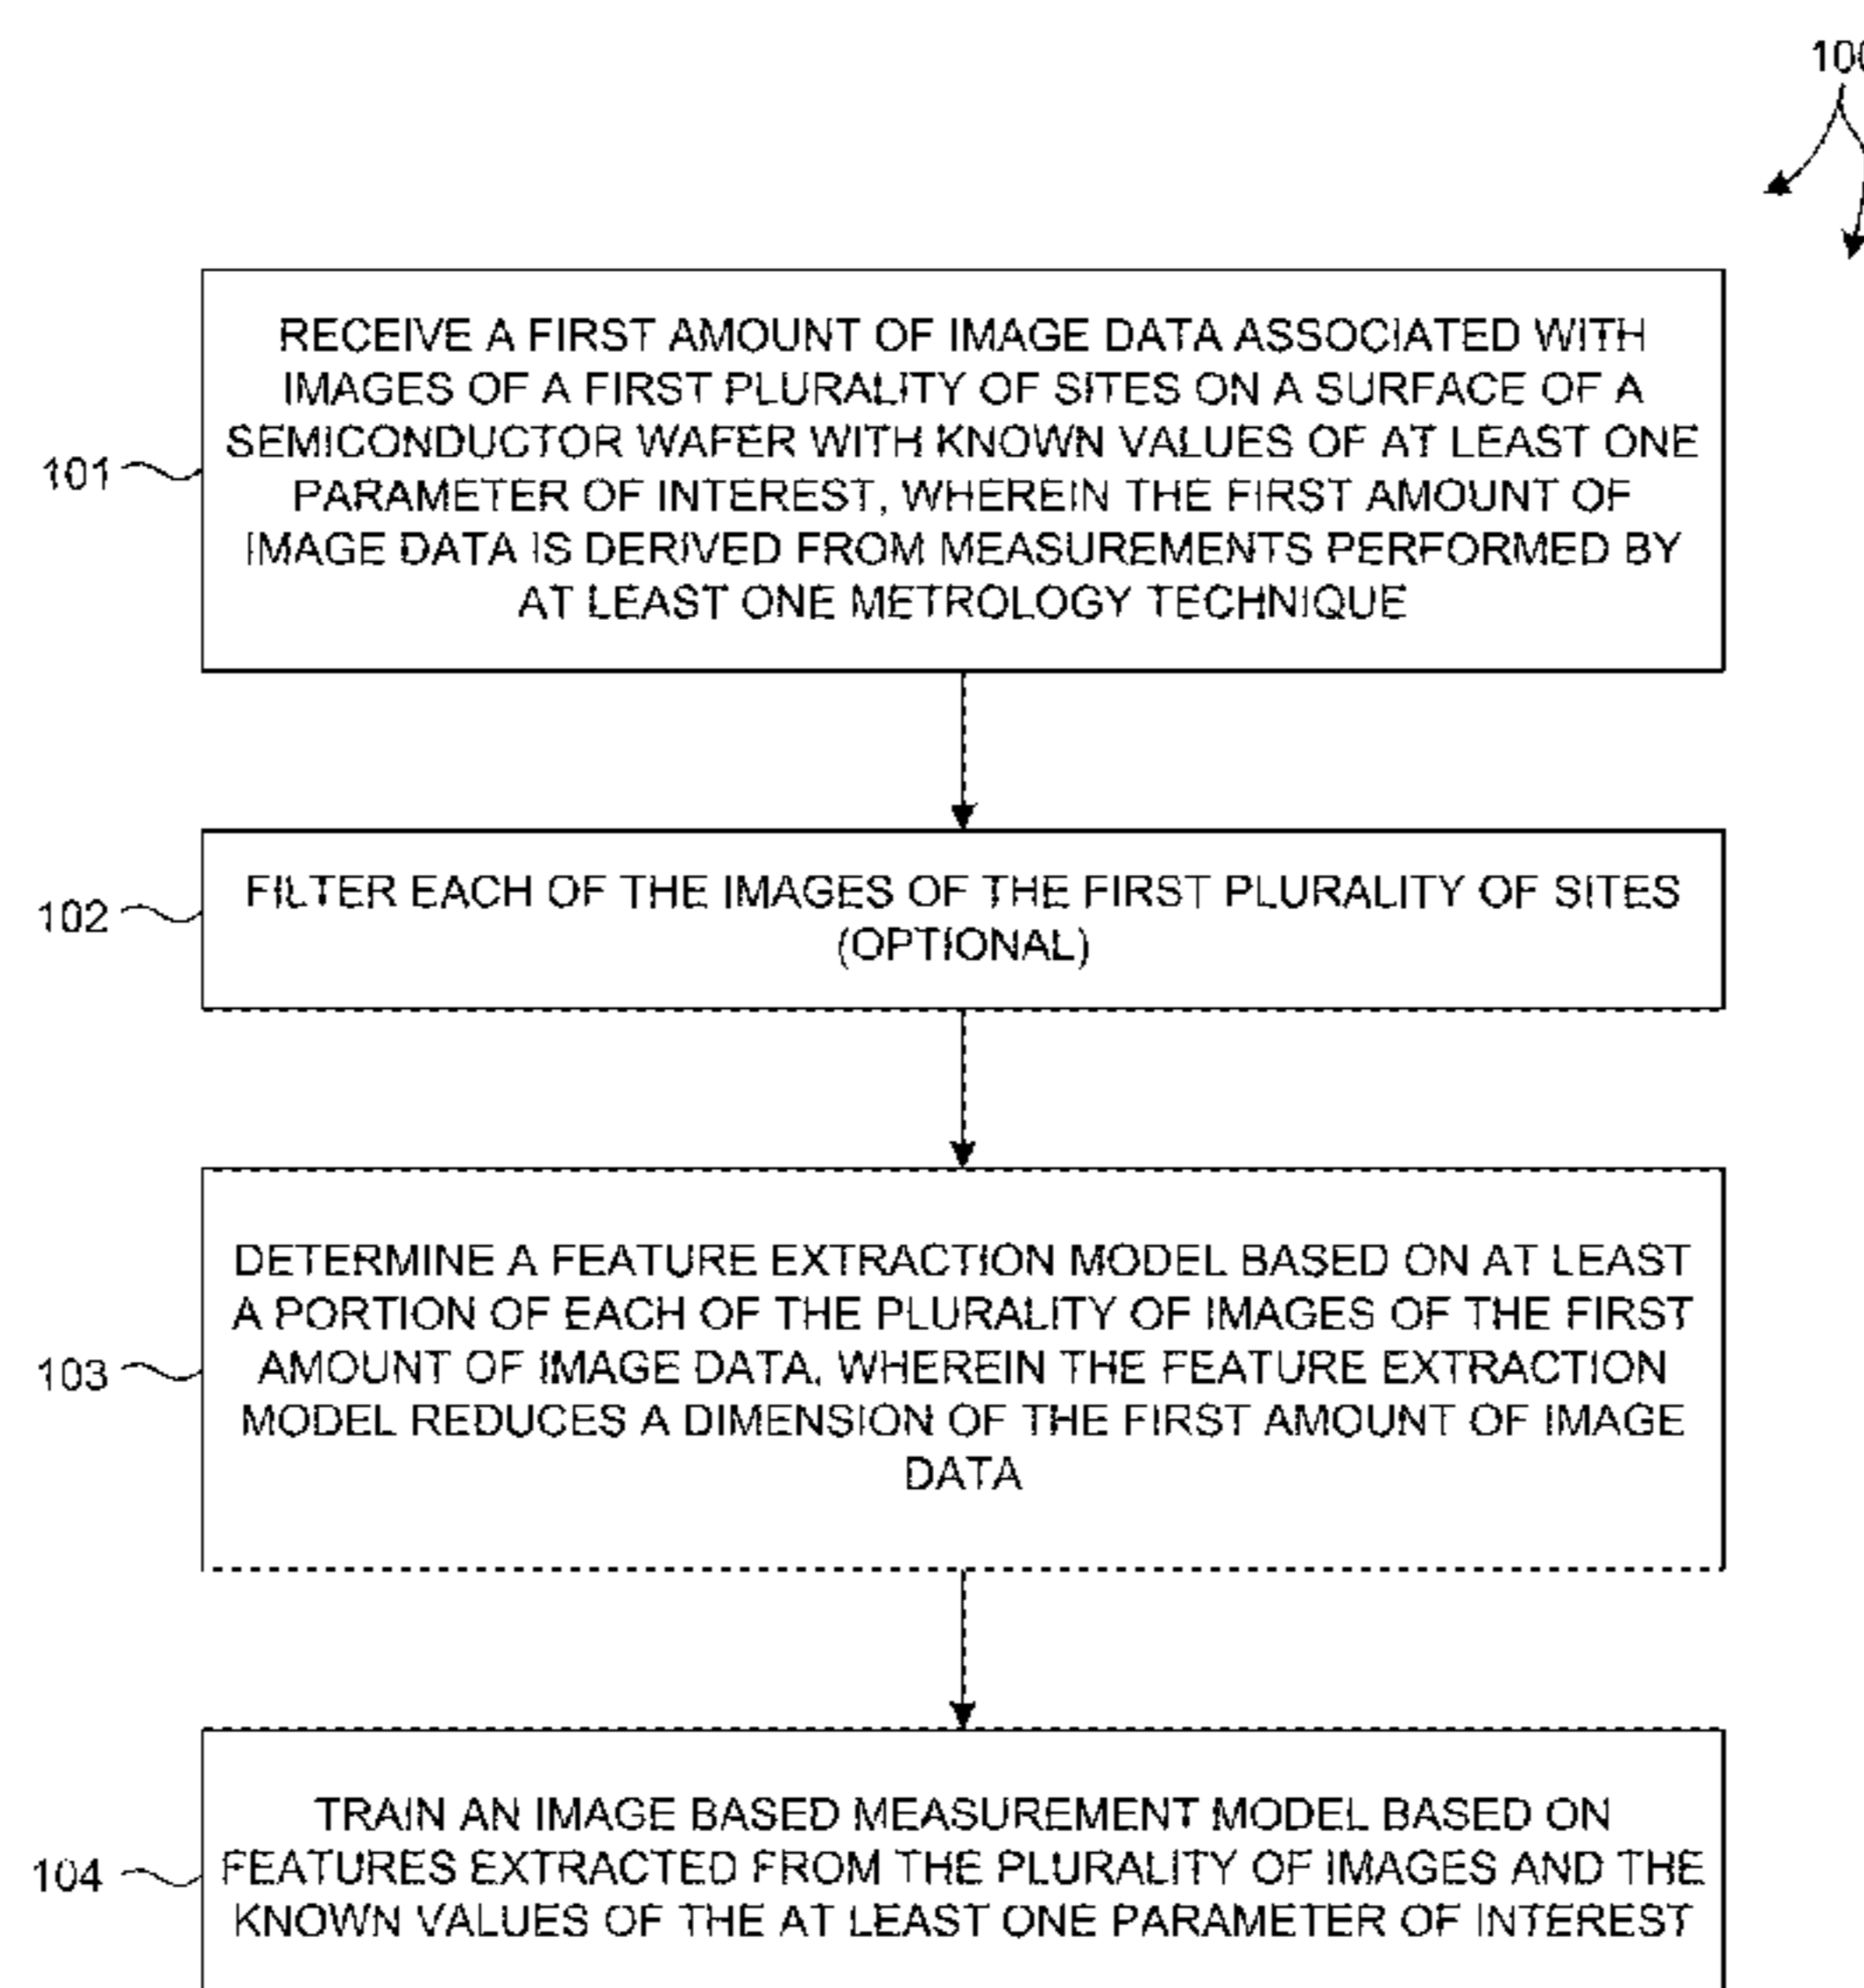 RECEIVE A FIRST AMOUNT OF IMAGE DATA ASSOCIATED WITH
IMAGES OF A FIRST PLURALITY OF SITES ON A SURFACE OF A
SEMICONDUCTOR WAFER WITH KNOWN VALUES OF AT LEAST ONE
PARAMETER OF INTEREST, WHEREIN THE FIRST AMOUNT OF
IMAGE DATA IS DERIVED FROM MEASUREMENTS PERFORMED BY
AT LEAST ONE METROLOGY TECHNIQUE
101
FILTER EACH OF THE IMAGES OF THE FIRST PLURALITY OF SITES
(OPTIONAL)
102
DETERMINE A FEATURE EXTRACTION MODEL BASED ON AT LEAST
A PORTION OF EACH OF THE PLURALITY OF IMAGES OF THE FIRST
AMOUNT OF IMAGE DATA, WHEREIN THE FEATURE EXTRACTION
MODEL REDUCES A DIMENSION OF THE FIRST AMOUNT OF IMAGE
DATA
103
TRAIN AN IMAGE BASED MEASUREMENT MODEL BASED ON
FEATURES EXTRACTED FROM THE PLURALITY OF IMAGES AND THE
KNOWN VALUES OF THE AT LEAST ONE PARAMETER OF INTEREST
104